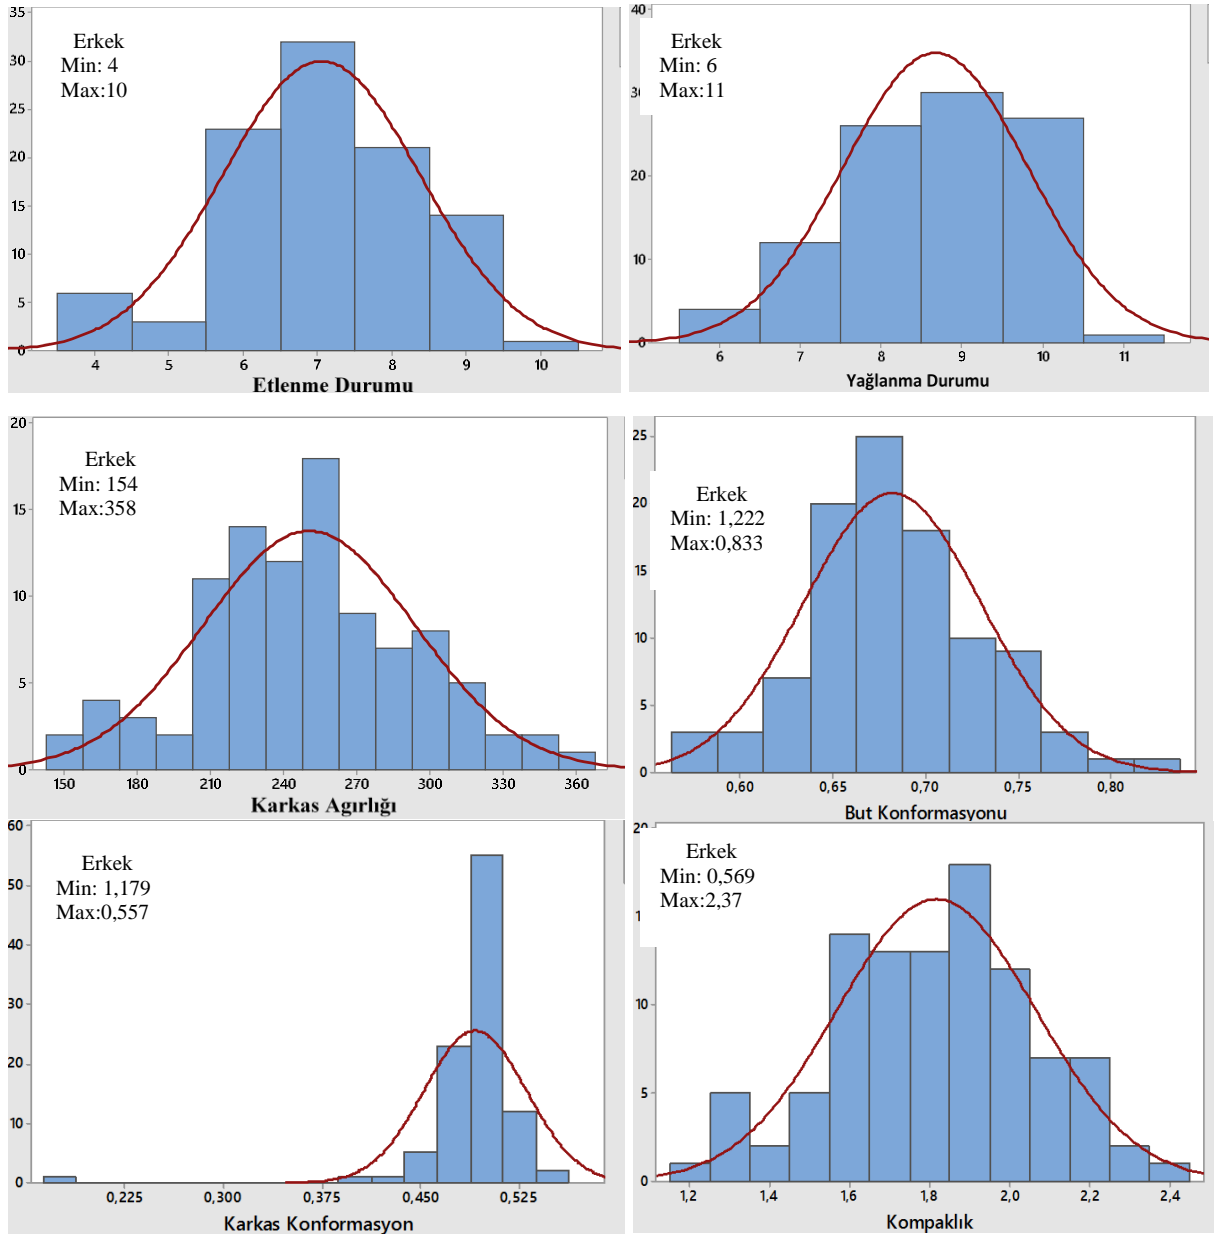 35
30
25
20
15
10
5
0
Erkek
Min: 4
Max:10
4 5 6 7 8 9 10
Etlenme Durumu
40
30
20
10
0
Erkek
Min: 6
Max:11
6 7 8 9 10 11
Yağlanma Durumu
20
15
10
5
0
Erkek
Min: 154
Max:358
150 180 210 240 270 300 330 360
Karkas Agırlığı
25
20
15
10
5
0
Erkek
Min: 1,222
Max:0,833
0,60 0,65 0,70 0,75 0,80
But Konformasyonu
60
50
40
30
20
10
0
Erkek
Min: 1,179
Max:0,557
0,225 0,300 0,375 0,450 0,525
Karkas Konformasyon
20
1
10
5
0
Erkek
Min: 0,569
Max:2,37
1,2 1,4 1,6 1,8 2,0 2,2 2,4
Kompaklık